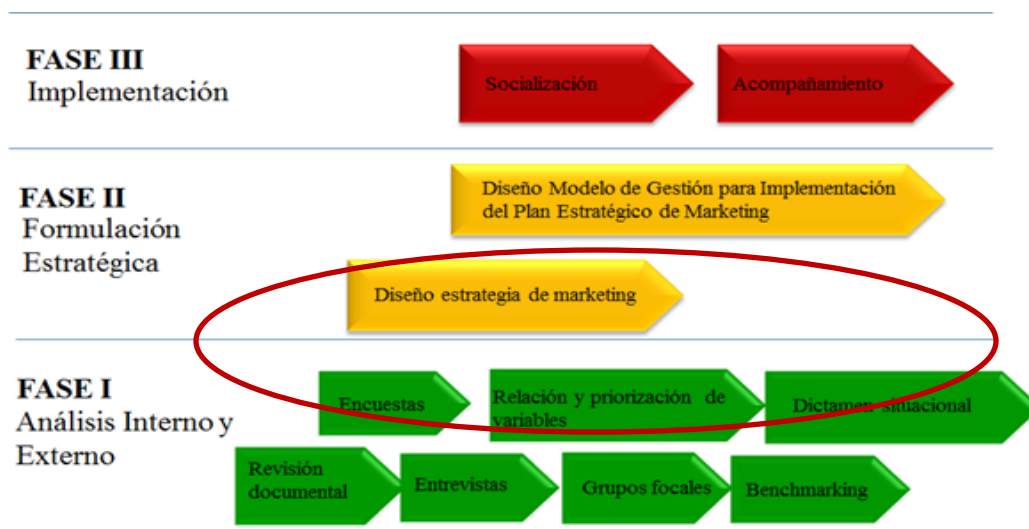 FASE III
Implementación
Socialización
Acompañamiento
FASE II
Formulación
Estratégica
Diseño Modelo de Gestión para Implementación
del Plan Estratégico de Marketing
Diseño estrategia de marketing
FASE I
Análisis Interno y
Externo
Encuestas
Relación y priorización de
variables
Dictamen situacional
Revisión
documental
Entrevistas
Grupos focales
Benchmarking